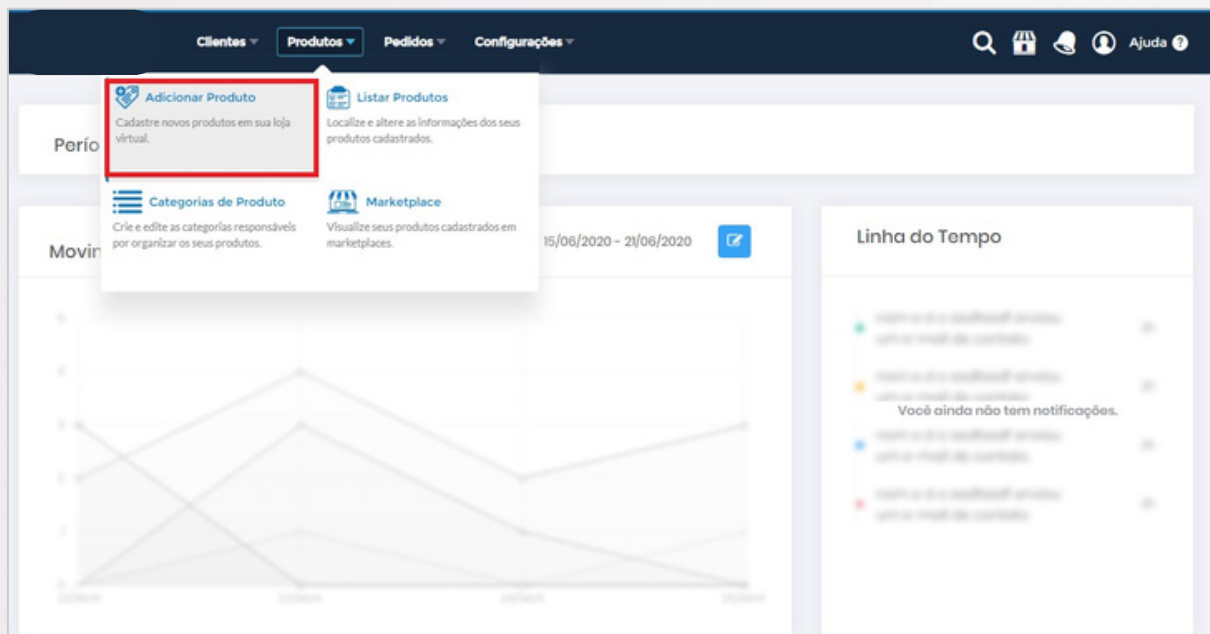 Clientes Produtos Pedidos Configurações Ajuda
Adicionar Produto
Cadastre novos produtos em sua loja
virtual.
Listar Produtos
Localize e altere as informações dos seus
produtos cadastrados.
Categorias de Produto
Crie e edite as categorias responsáveis
por organizar os seus produtos.
Marketplace
Visualize seus produtos cadastrados em
marketplaces.
Perío
Movin
15/06/2020 - 21/06/2020
Linha do Tempo
Você ainda não tem notificações.